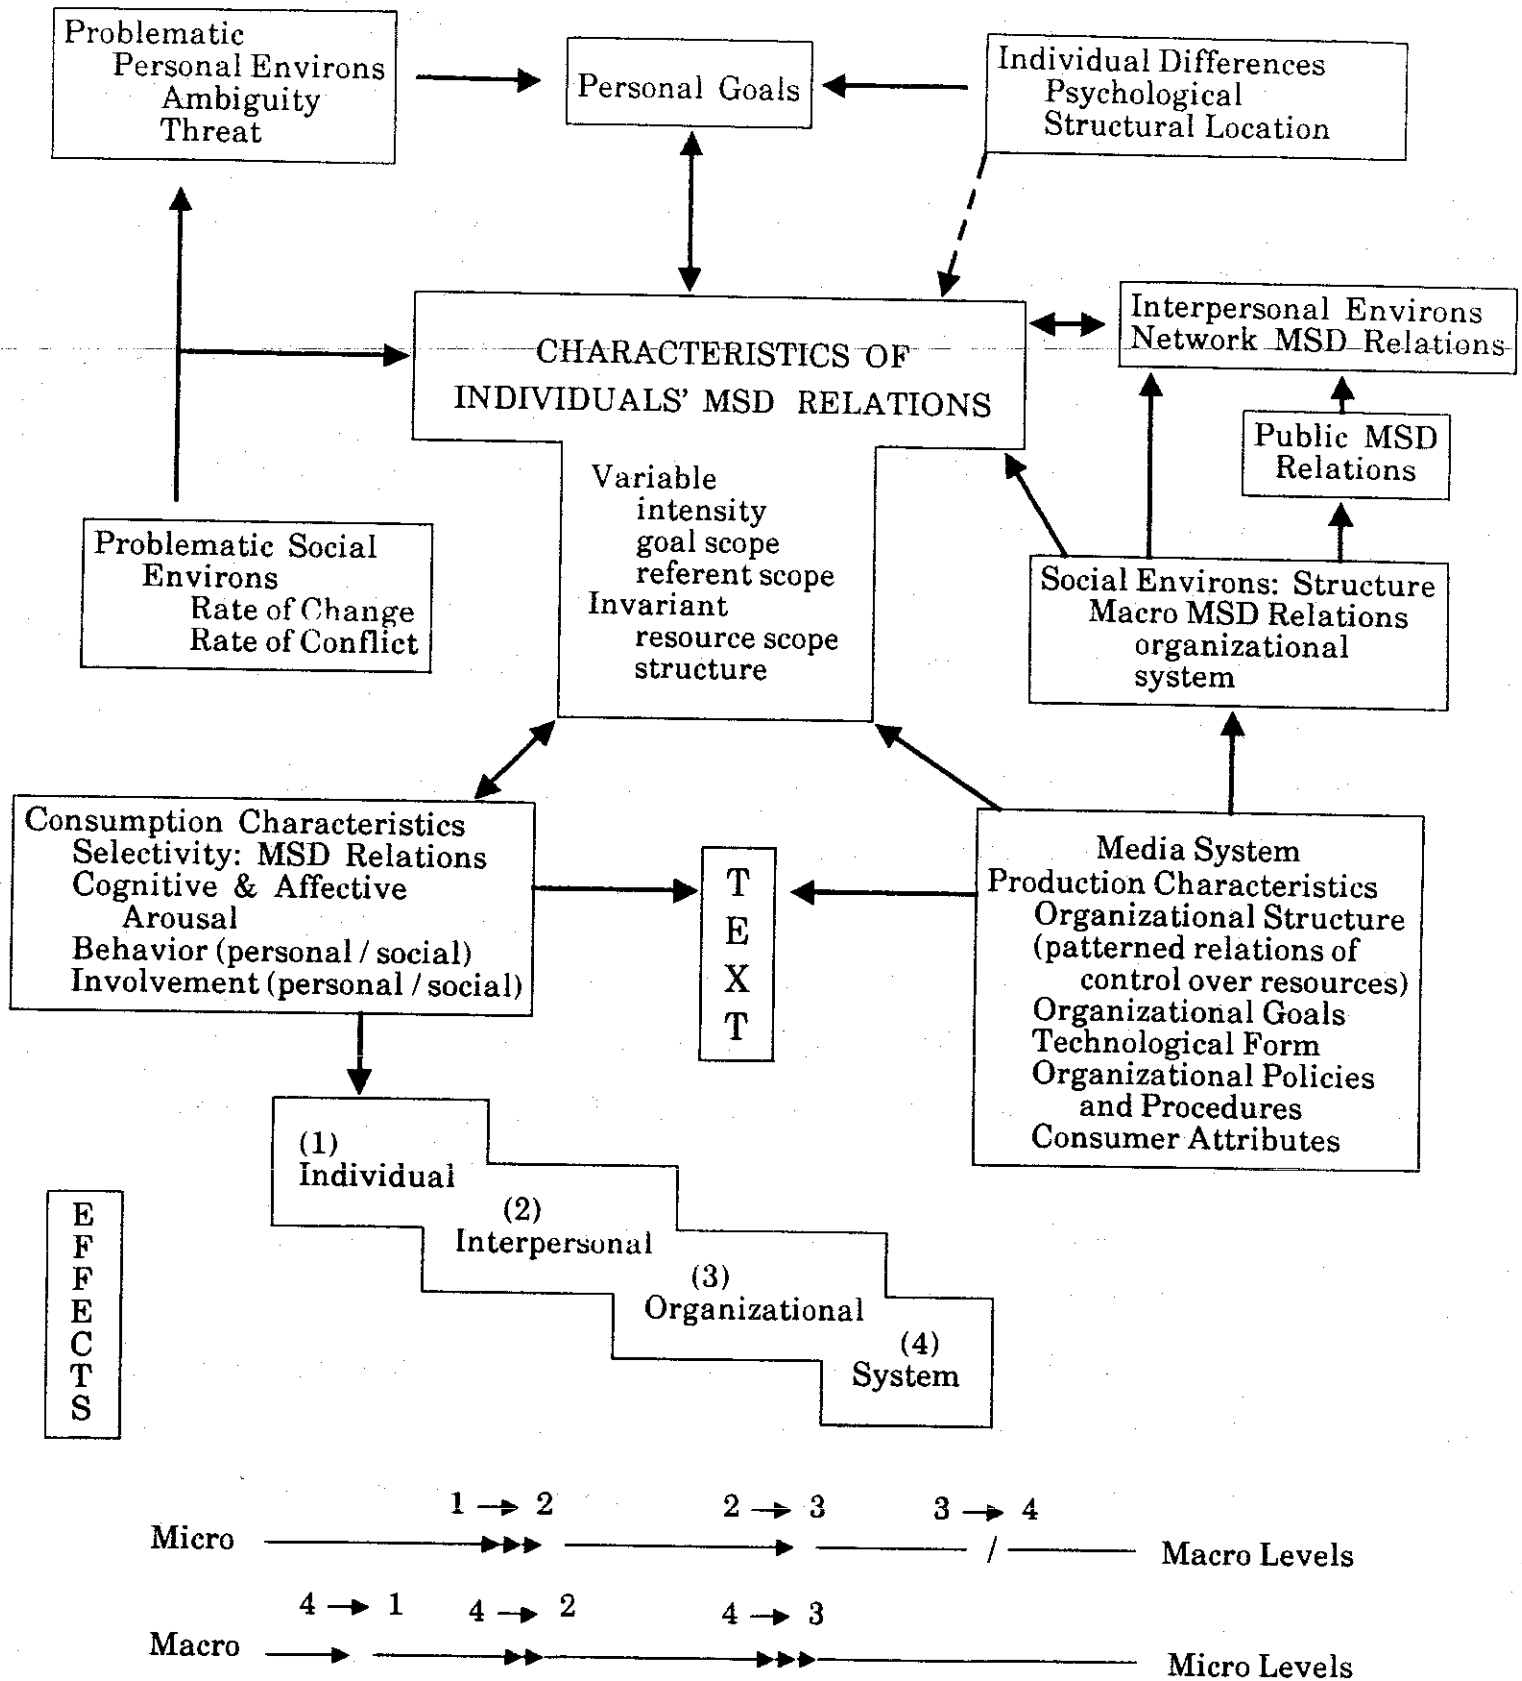 Problematic
Personal Environs
Ambiguity
Threat
Personal Goals
Individual Differences
Psychological
Structural Location
CHARACTERISTICS OF
INDIVIDUALS' MSD RELATIONS
Interpersonal Environs
Network MSD Relations
Public MSD
Relations
Variable
intensity
goal scope
referent scope
Invariant
resource scope
structure
Problematic Social
Environs
Rate of Change
Rate of Conflict
Social Environs: Structure
Macro MSD Relations
organizational
system
Consumption Characteristics
Selectivity: MSD Relations
Cognitive & Affective
Arousal
Behavior (personal / social)
Involvement (personal / social)
T
E
X
T
Media System
Production Characteristics
Organizational Structure
(patterned relations of
control over resources)
Organizational Goals
Technological Form
Organizational Policies
and Procedures
Consumer Attributes
E
F
F
E
C
T
S
(1)
Individual
(2)
Interpersonal
(3)
Organizational
(4)
System
1 → 2 2 → 3 3 → 4
Micro / Macro Levels
4 → 1 4 → 2 4 → 3
Macro Micro Levels